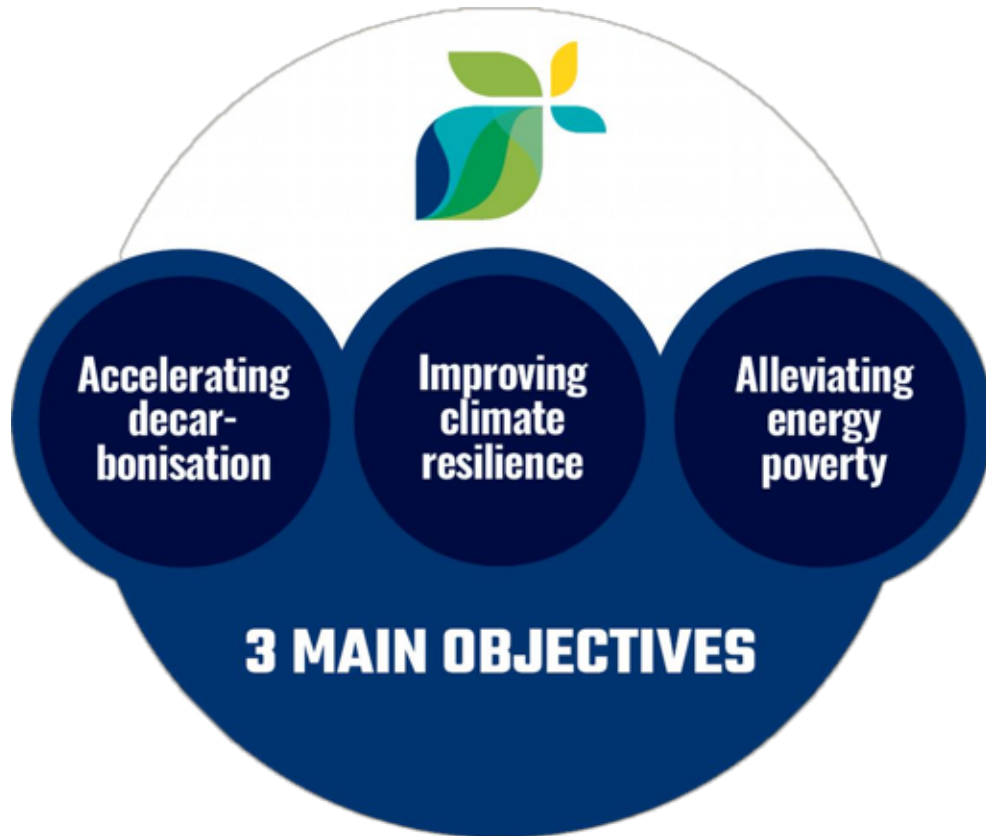 Accelerating
decar-
bonisation
Improving
climate
resilience
Alleviating
energy
poverty
3 MAIN OBJECTIVES